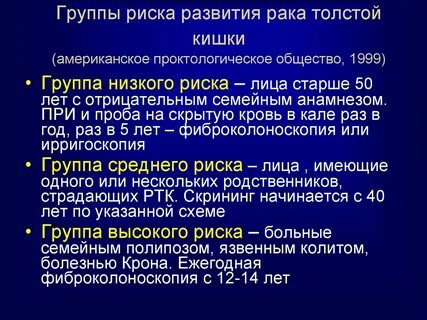 Группы риска развития рака толстой
кишки
(американское проктологическое общество, 1999)
• Группа низкого риска – лица старше 50
лет с отрицательным семейным анамнезом.
ПРИ и проба на скрытую кровь в кале раз в
год, раз в 5 лет – фиброколоноскопия или
ирригоскопия
• Группа среднего риска – лица , имеющие
одного или нескольких родственников,
страдающих РТК. Скрининг начинается с 40
лет по указанной схеме
• Группа высокого риска – больные
семейным полипозом, язвенным колитом,
болезнью Крона. Ежегодная
фиброколоноскопия с 12-14 лет